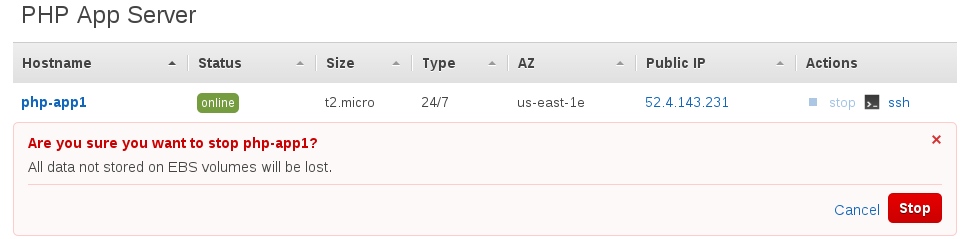 PHP App Server
Hostname Status Size Type AZ Public IP Actions
php-app1 online t2.micro 24/7 us-east-1e 52.4.143.231 stop ssh
Are you sure you want to stop php-app1?
All data not stored on EBS volumes will be lost.
Cancel Stop